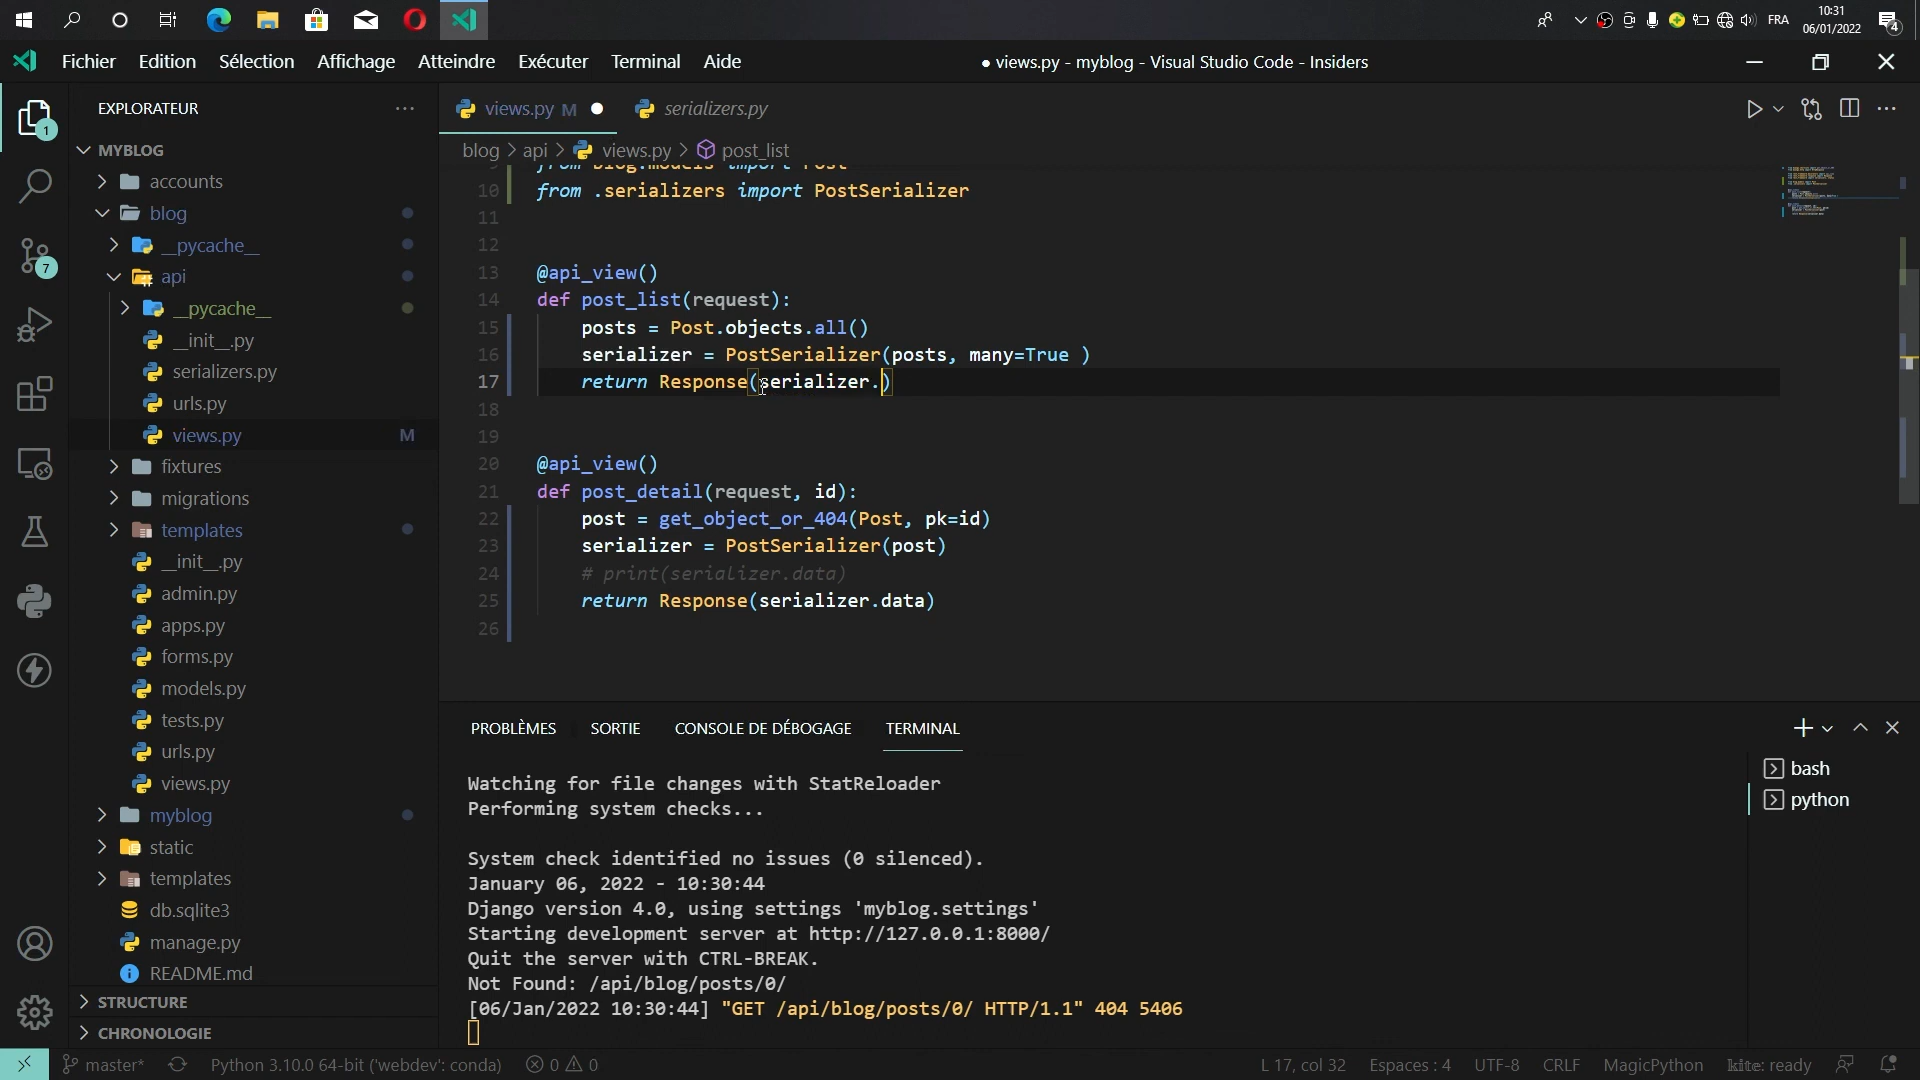 FRA
10:31
06/01/2022
4
Fichier Edition Sélection Affichage Atteindre Exécuter Terminal Aide
● views.py - myblog - Visual Studio Code - Insiders
EXPLORATEUR
views.py M
serializers.py
blog > api > views.py > post_list
1
7
MYBLOG
accounts
blog
__pycache__
api
__pycache__
__init__.py
serializers.py
urls.py
views.py M
fixtures
migrations
templates
__init__.py
admin.py
apps.py
forms.py
models.py
tests.py
urls.py
views.py
myblog
static
templates
db.sqlite3
manage.py
README.md
STRUCTURE
CHRONOLOGIE
from blog.models import Post
10 from .serializers import PostSerializer
11
12
13 @api_view()
14 def post_list(request):
15 posts = Post.objects.all()
16 serializer = PostSerializer(posts, many=True )
17 return Response(serializer.)
18
19
20 @api_view()
21 def post_detail(request, id):
22 post = get_object_or_404(Post, pk=id)
23 serializer = PostSerializer(post)
24 # print(serializer.data)
25 return Response(serializer.data)
26
PROBLÈMES SORTIE CONSOLE DE DÉBOGAGE TERMINAL
bash
python
Watching for file changes with StatReloader
Performing system checks...
System check identified no issues (0 silenced).
January 06, 2022 - 10:30:44
Django version 4.0, using settings 'myblog.settings'
Starting development server at http://127.0.0.1:8000/
Quit the server with CTRL-BREAK.
Not Found: /api/blog/posts/0/
[06/Jan/2022 10:30:44] "GET /api/blog/posts/0/ HTTP/1.1" 404 5406
master* Python 3.10.0 64-bit ('webdev': conda) 0 0 L 17, col 32 Espaces : 4 UTF-8 CRLF MagicPython kite: ready